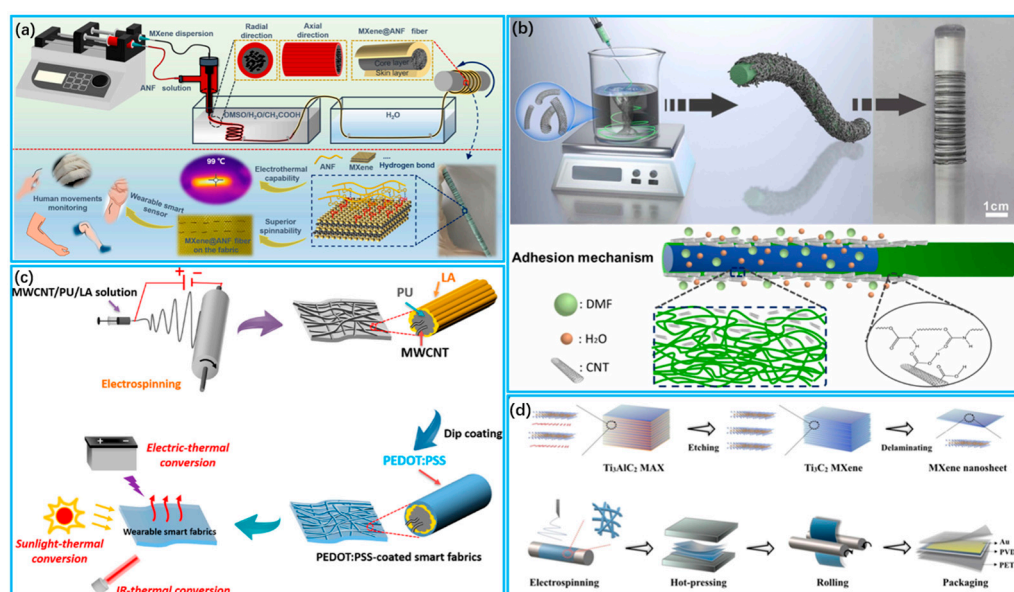 (a)
MXene dispersion
ANF
solution
Radial
direction
Axial
direction
MXene@ANF fiber
Core layer
Skin layer
DMSO/H₂O/CH₃COOH
H₂O
99 °C
Electrothermal
capability
ANF
MXene
Hydrogen bond
Human movements
monitoring
Wearable smart
sensor
MXene@ANF fiber
on the fabric
Superior
spinnability
(b)
1cm
Adhesion mechanism
: DMF
: H₂O
: CNT
(c)
MWCNT/PU/LA solution
+ −
Electrospinning
PU
LA
MWCNT
Dip coating
PEDOT:PSS
PEDOT:PSS-coated smart fabrics
Electric-thermal
conversion
Wearable smart fabrics
Sunlight-thermal
conversion
IR-thermal conversion
(d)
Ti₃AlC₂ MAX
Etching
Ti₃C₂ MXene
Delaminating
MXene nanosheet
Electrospinning
Hot-pressing
Rolling
Packaging
Au
PVD
PET